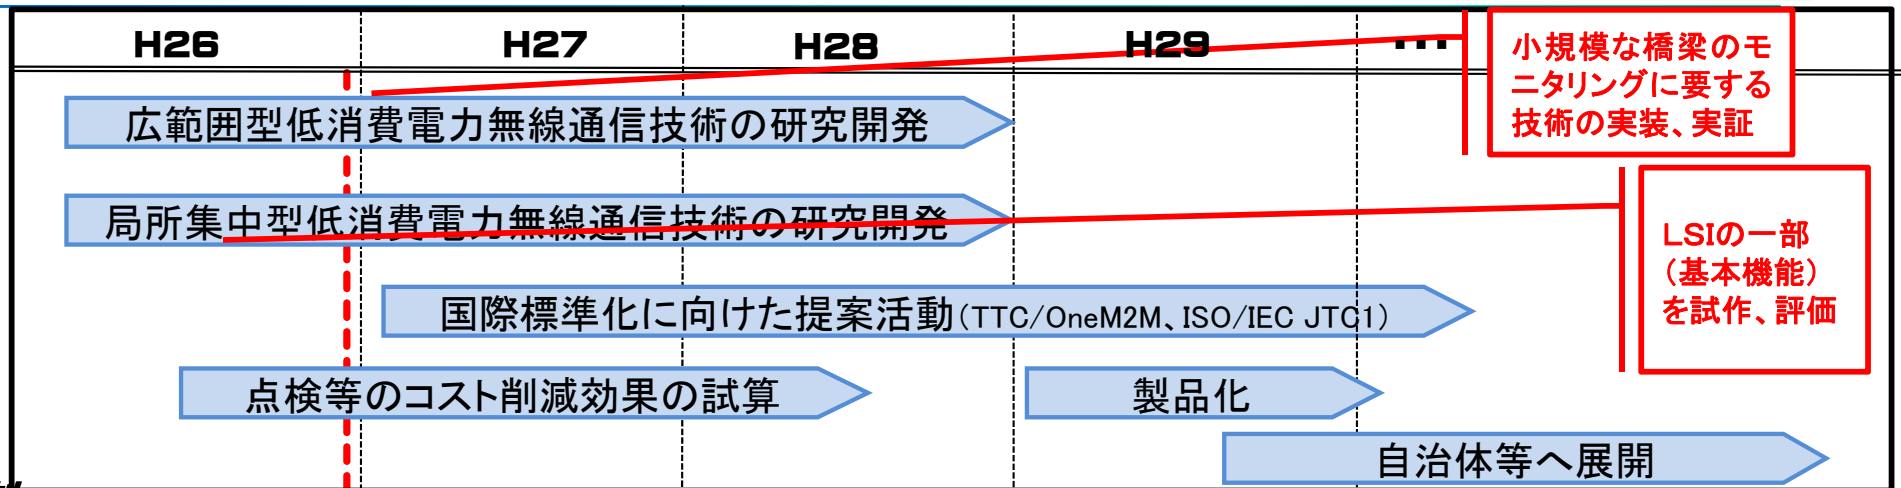 H26
H27
H28
H29
...
小規模な橋梁のモ
ニタリングに要する
技術の実装、実証
広範囲型低消費電力無線通信技術の研究開発
局所集中型低消費電力無線通信技術の研究開発
LSIの一部
（基本機能）
を試作、評価
国際標準化に向けた提案活動（TTC/OneM2M、ISO/IEC JTC1）
点検等のコスト削減効果の試算
製品化
自治体等へ展開